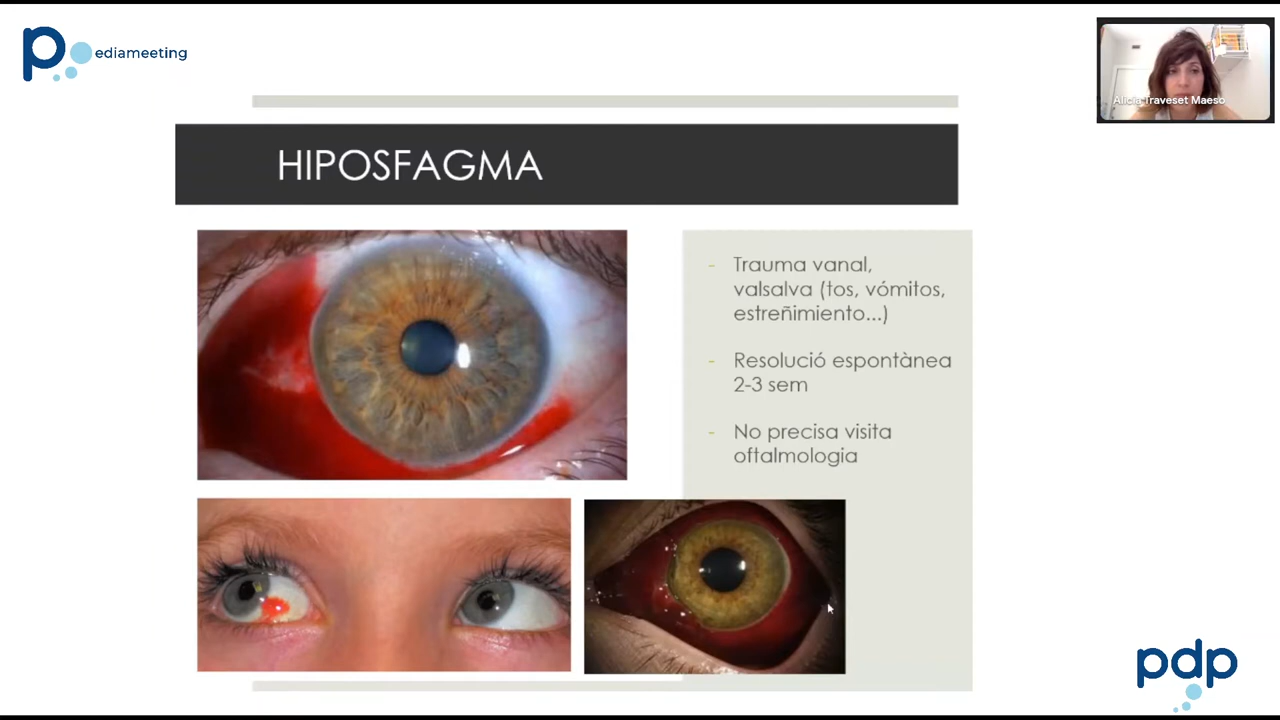 pediameeting
Alicia Traveset Maeso
HIPOSFAGMA
- Trauma vanal,
valsalva (tos, vómitos,
estreñimiento...)
- Resolució espontànea
2-3 sem
- No precisa visita
oftalmologia
pdp